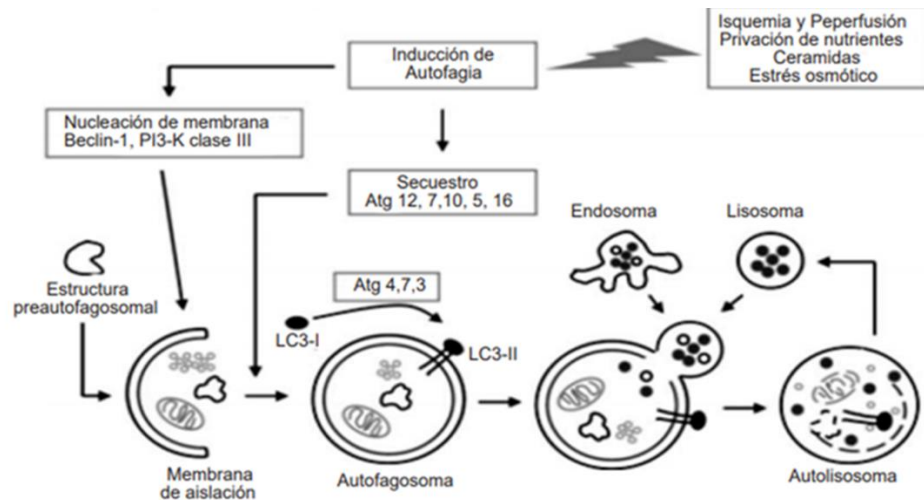 Isquemia y Peperfusión
Privación de nutrientes
Ceramidas
Estrés osmótico
Inducción de
Autofagia
Nucleación de membrana
Beclin-1, PI3-K clase III
Secuestro
Atg 12, 7,10, 5, 16
Endosoma
Lisosoma
Estructura
preautofagosomal
Atg 4,7,3
LC3-I
LC3-II
Membrana
de aislación
Autofagosoma
Autolisosoma